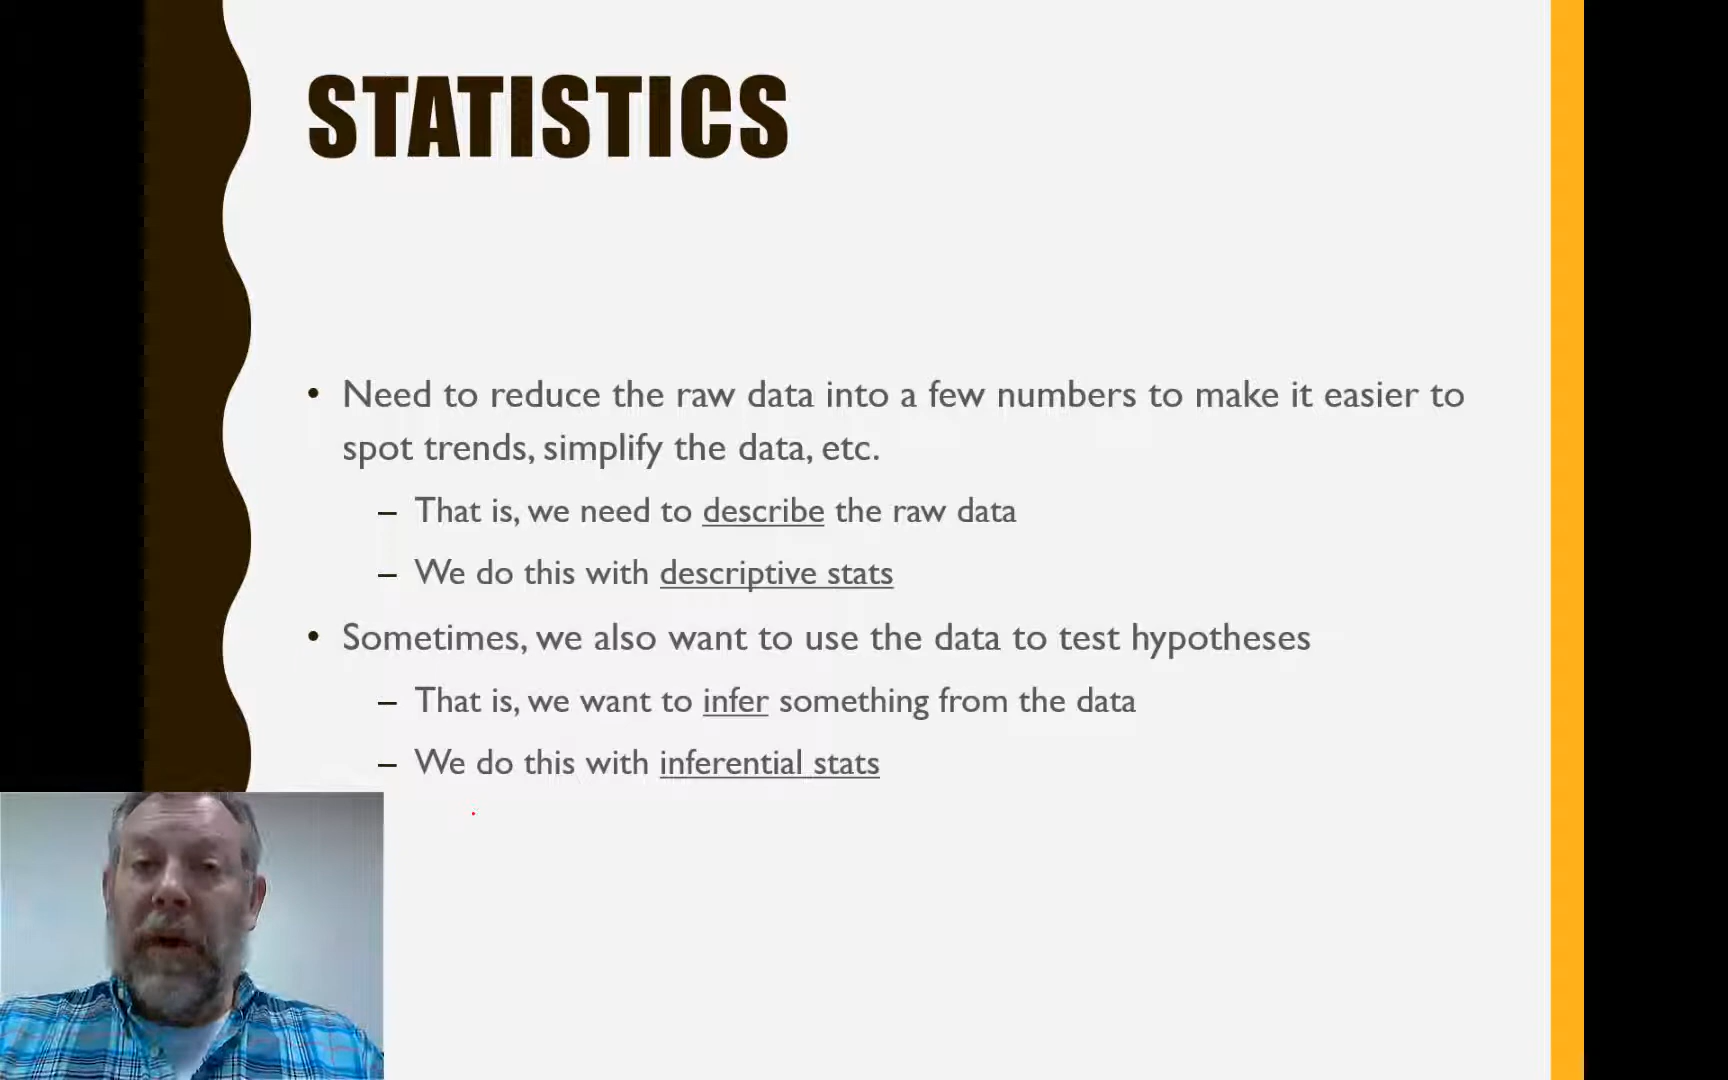 STATISTICS
• Need to reduce the raw data into a few numbers to make it easier to
spot trends, simplify the data, etc.
– That is, we need to describe the raw data
– We do this with descriptive stats
• Sometimes, we also want to use the data to test hypotheses
– That is, we want to infer something from the data
– We do this with inferential stats